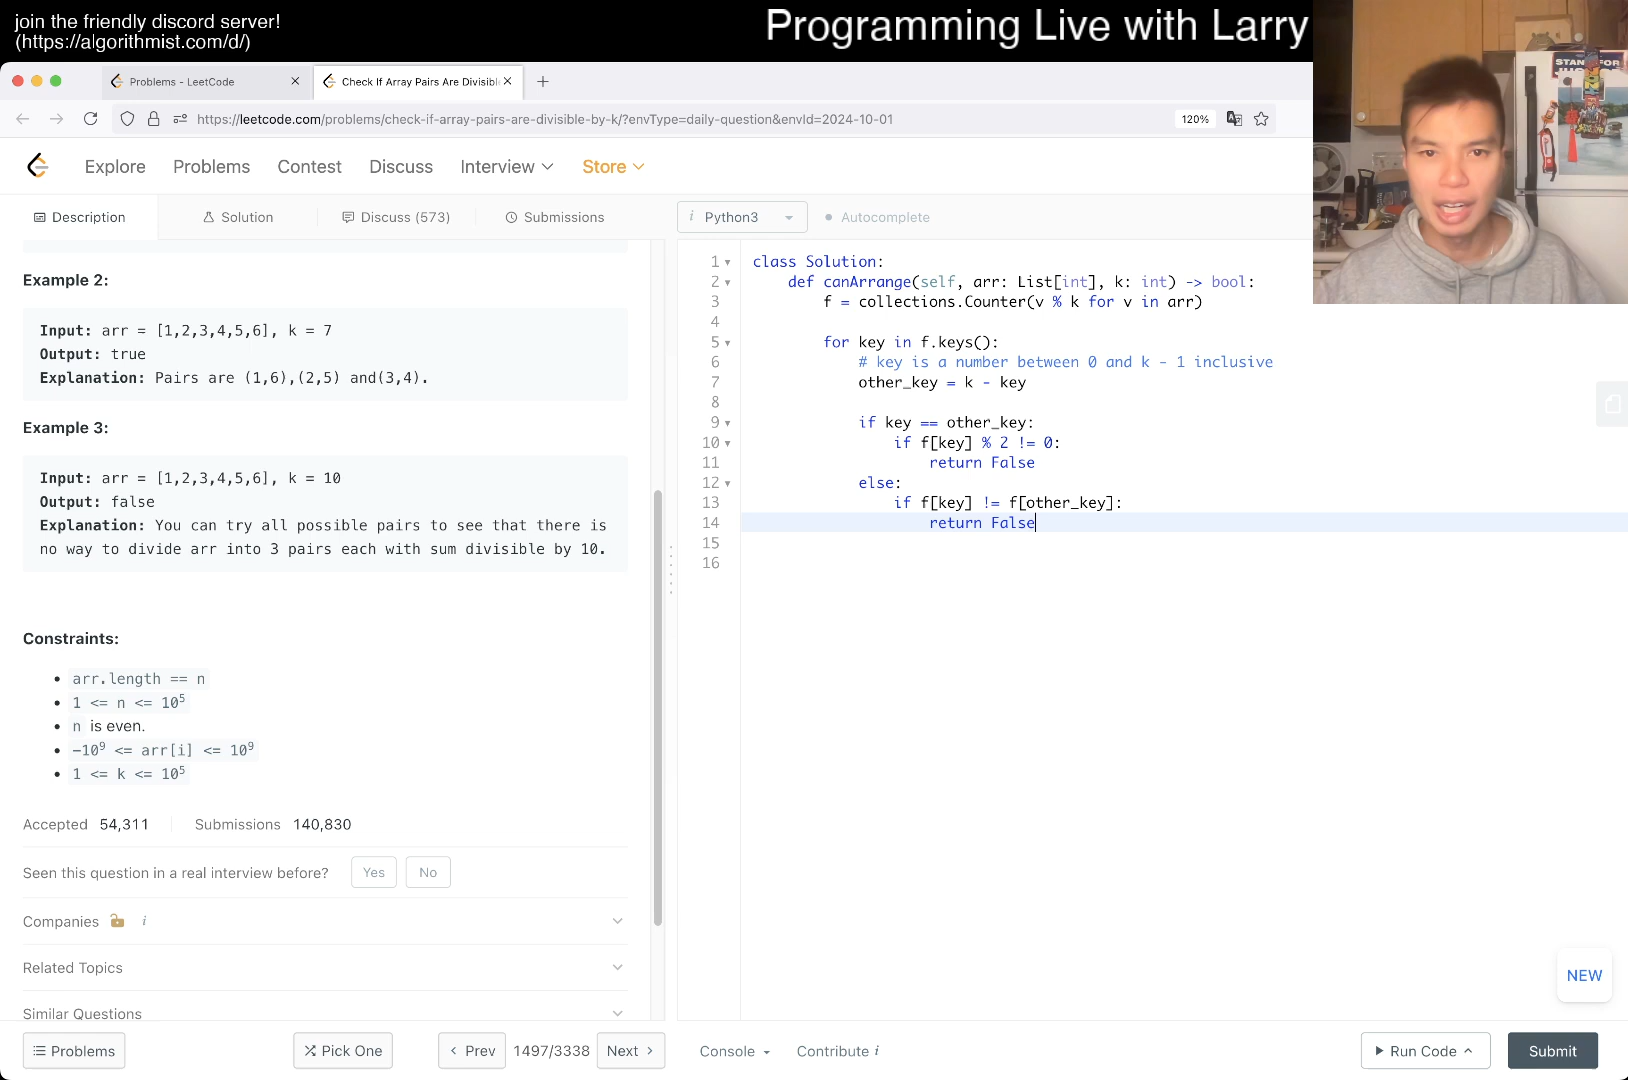 join the friendly discord server!
(https://algorithmist.com/d/)
Programming Live with Larry
Problems - LeetCode
Check If Array Pairs Are Divisibl
https://leetcode.com/problems/check-if-array-pairs-are-divisible-by-k/?envType=daily-question&envId=2024-10-01
120%
Explore
Problems
Contest
Discuss
Interview
Store
Description
Solution
Discuss (573)
Submissions
i Python3
Autocomplete
Example 2:
Input: arr = [1,2,3,4,5,6], k = 7
Output: true
Explanation: Pairs are (1,6),(2,5) and(3,4).
Example 3:
Input: arr = [1,2,3,4,5,6], k = 10
Output: false
Explanation: You can try all possible pairs to see that there is
no way to divide arr into 3 pairs each with sum divisible by 10.
Constraints:
• arr.length == n
• 1 <= n <= 10⁵
• n is even.
• -10⁹ <= arr[i] <= 10⁹
• 1 <= k <= 10⁵
Accepted 54,311
Submissions 140,830
Seen this question in a real interview before?
Yes
No
Companies i
Related Topics
Similar Questions
1 class Solution:
2 def canArrange(self, arr: List[int], k: int) -> bool:
3 f = collections.Counter(v % k for v in arr)
4
5 for key in f.keys():
6 # key is a number between 0 and k - 1 inclusive
7 other_key = k - key
8
9 if key == other_key:
10 if f[key] % 2 != 0:
11 return False
12 else:
13 if f[key] != f[other_key]:
14 return False
15
16
NEW
Problems
Pick One
Prev
1497/3338
Next
Console
Contribute i
Run Code
Submit